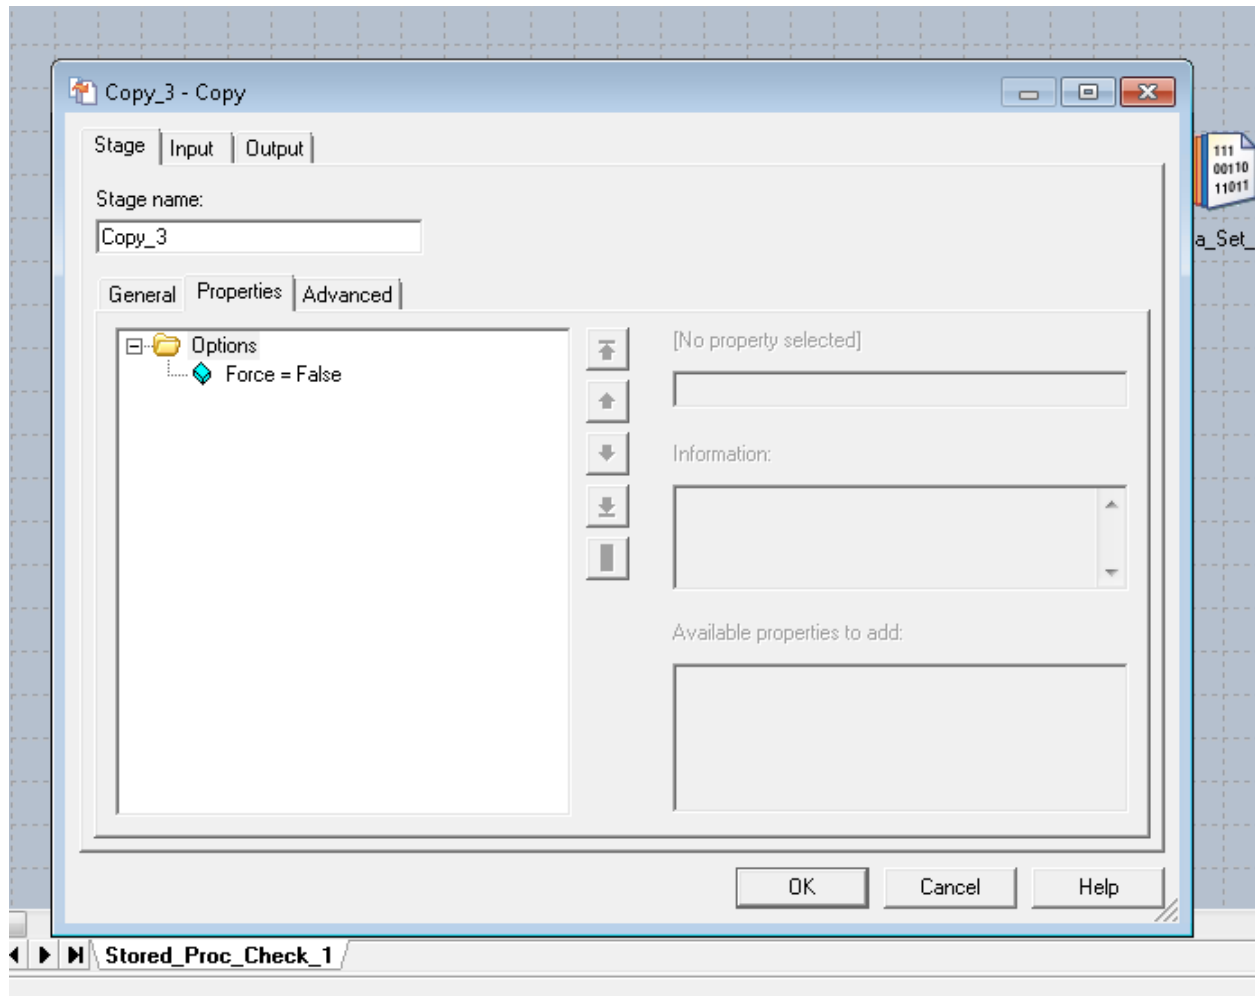 Copy_3 - Copy
Stage Input Output
Stage name:
Copy_3
General Properties Advanced
Options
Force = False
[No property selected]
Information:
Available properties to add:
OK Cancel Help
111
00110
11011
a_Set_
Stored_Proc_Check_1